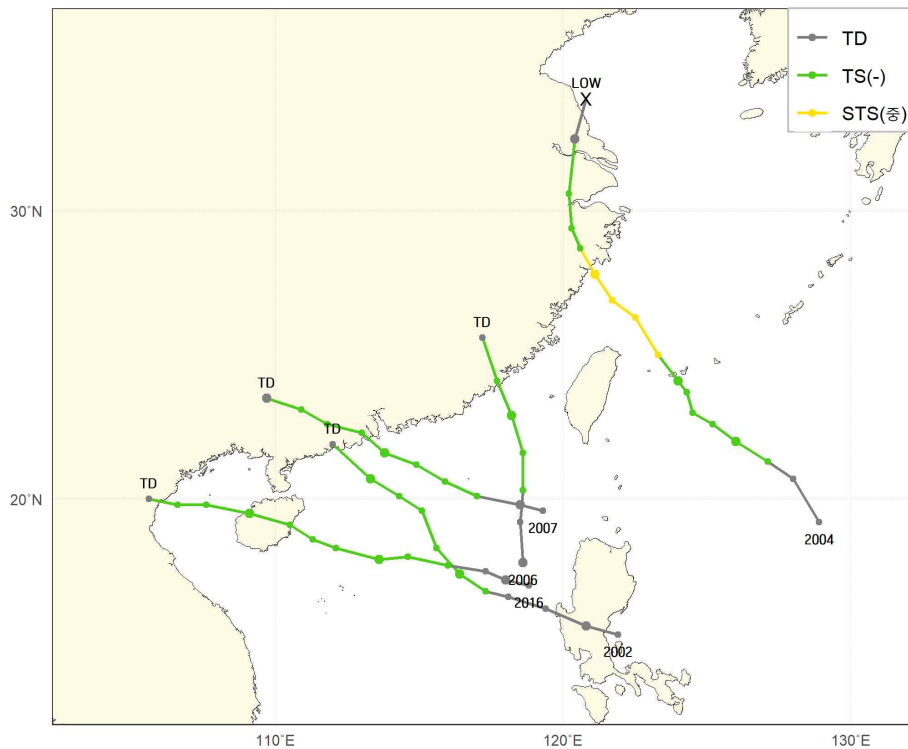 TD
TS(-)
STS(중)
LOW
30°N
TD
TD
TD
TD
20°N
2007
2004
2006
2016
2002
110°E
120°E
130°E